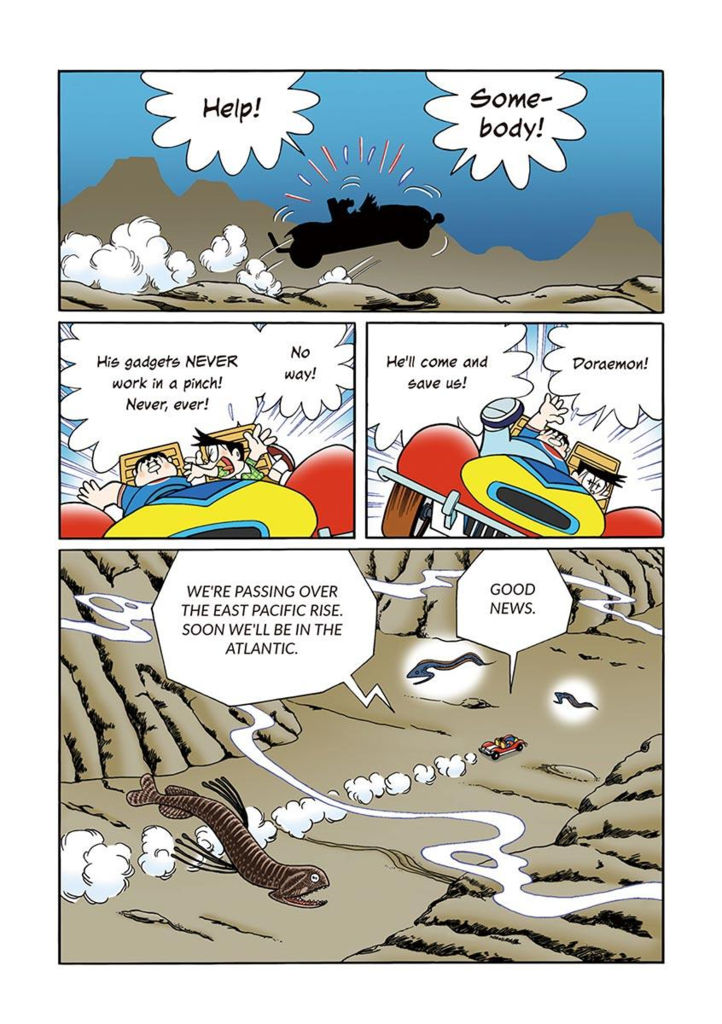 Help!
Some-
body!
His gadgets NEVER
work in a pinch!
Never, ever!
No
way!
He'll come and
save us!
Doraemon!
WE'RE PASSING OVER
THE EAST PACIFIC RISE.
SOON WE'LL BE IN THE
ATLANTIC.
GOOD
NEWS.